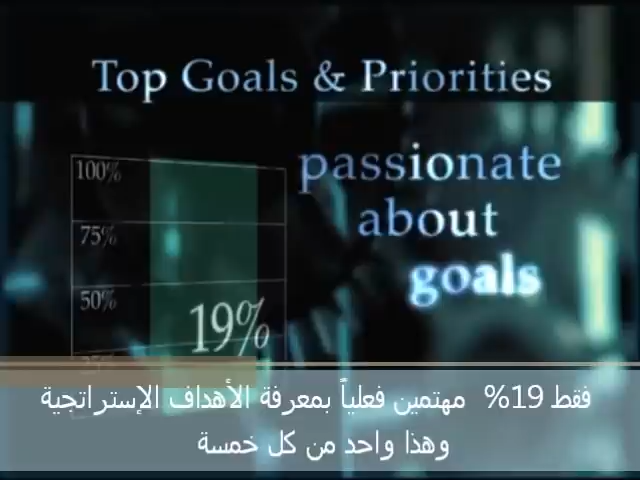 Top Goals & Priorities
passionate
about
goals
100%
75%
50%
19%
25%
فقط 19% مهتمين فعلياً بمعرفة الأهداف الإستراتجية
وهذا واحد من كل خمسة